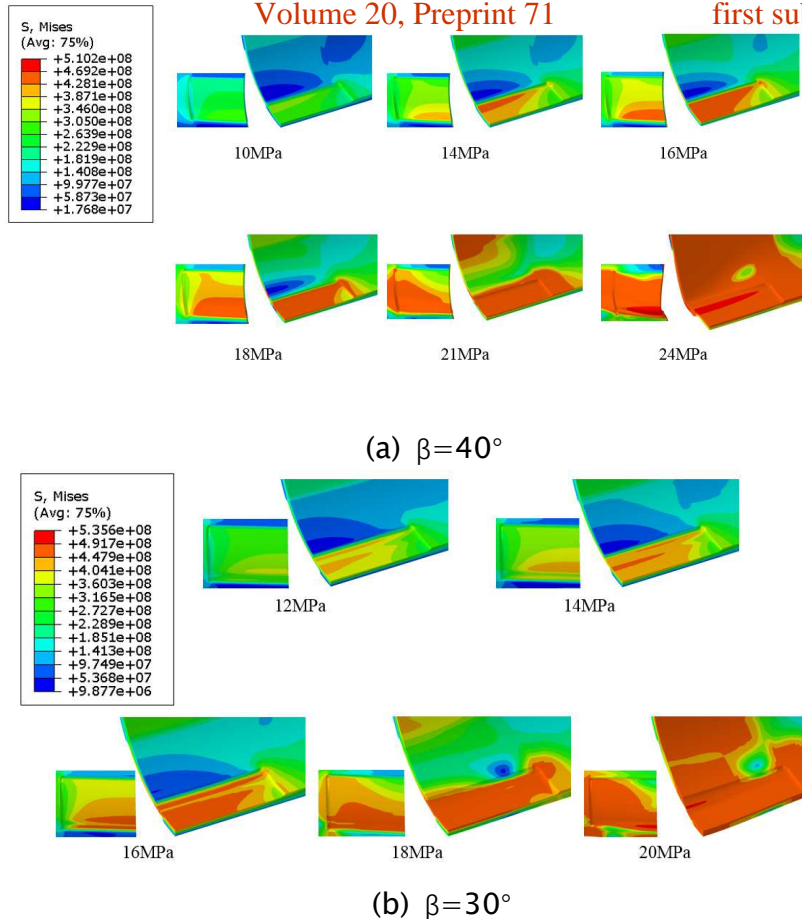 Volume 20, Preprint 71
first su
S, Mises
(Avg: 75%)
+5.102e+08
+4.692e+08
+4.281e+08
+3.871e+08
+3.460e+08
+3.050e+08
+2.639e+08
+2.229e+08
+1.819e+08
+1.408e+08
+9.977e+07
+5.873e+07
+1.768e+07
10MPa
14MPa
16MPa
18MPa
21MPa
24MPa
(a) β=40°
S, Mises
(Avg: 75%)
+5.356e+08
+4.917e+08
+4.479e+08
+4.041e+08
+3.603e+08
+3.165e+08
+2.727e+08
+2.289e+08
+1.851e+08
+1.413e+08
+9.749e+07
+5.368e+07
+9.877e+06
12MPa
14MPa
16MPa
18MPa
20MPa
(b) β=30°